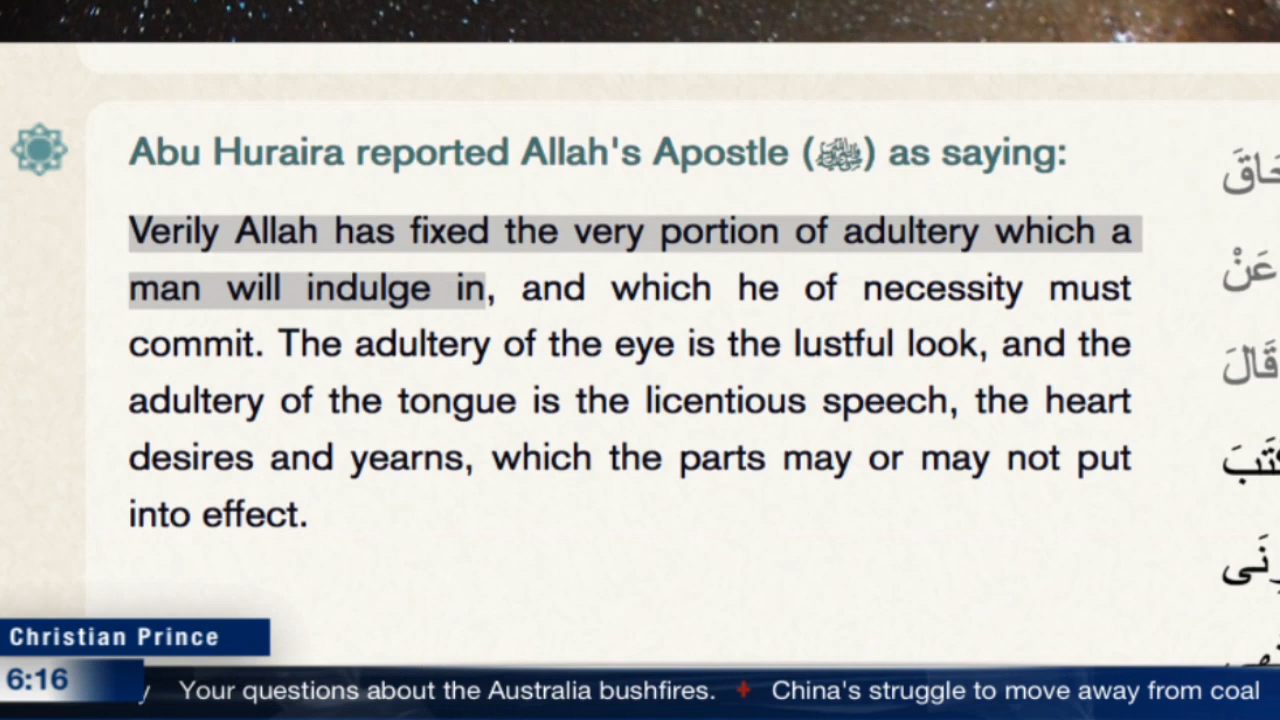 Abu Huraira reported Allah's Apostle (ﷺ) as saying:
Verily Allah has fixed the very portion of adultery which a
man will indulge in, and which he of necessity must
commit. The adultery of the eye is the lustful look, and the
adultery of the tongue is the licentious speech, the heart
desires and yearns, which the parts may or may not put
into effect.
عَنْ
قَالَ
Christian Prince
6:16
y Your questions about the Australia bushfires. + China's struggle to move away from coal